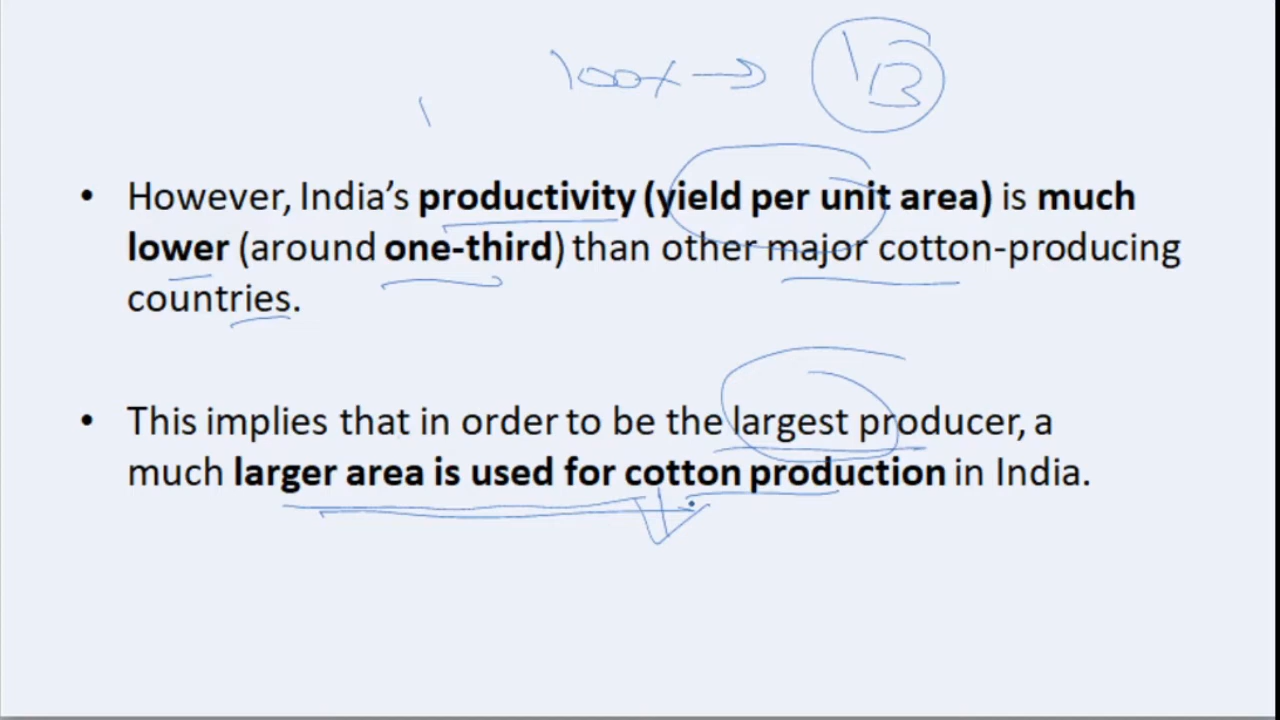 100% → 1/3
• However, India's productivity (yield per unit area) is much
lower (around one-third) than other major cotton-producing
countries.
• This implies that in order to be the largest producer, a
much larger area is used for cotton production in India.